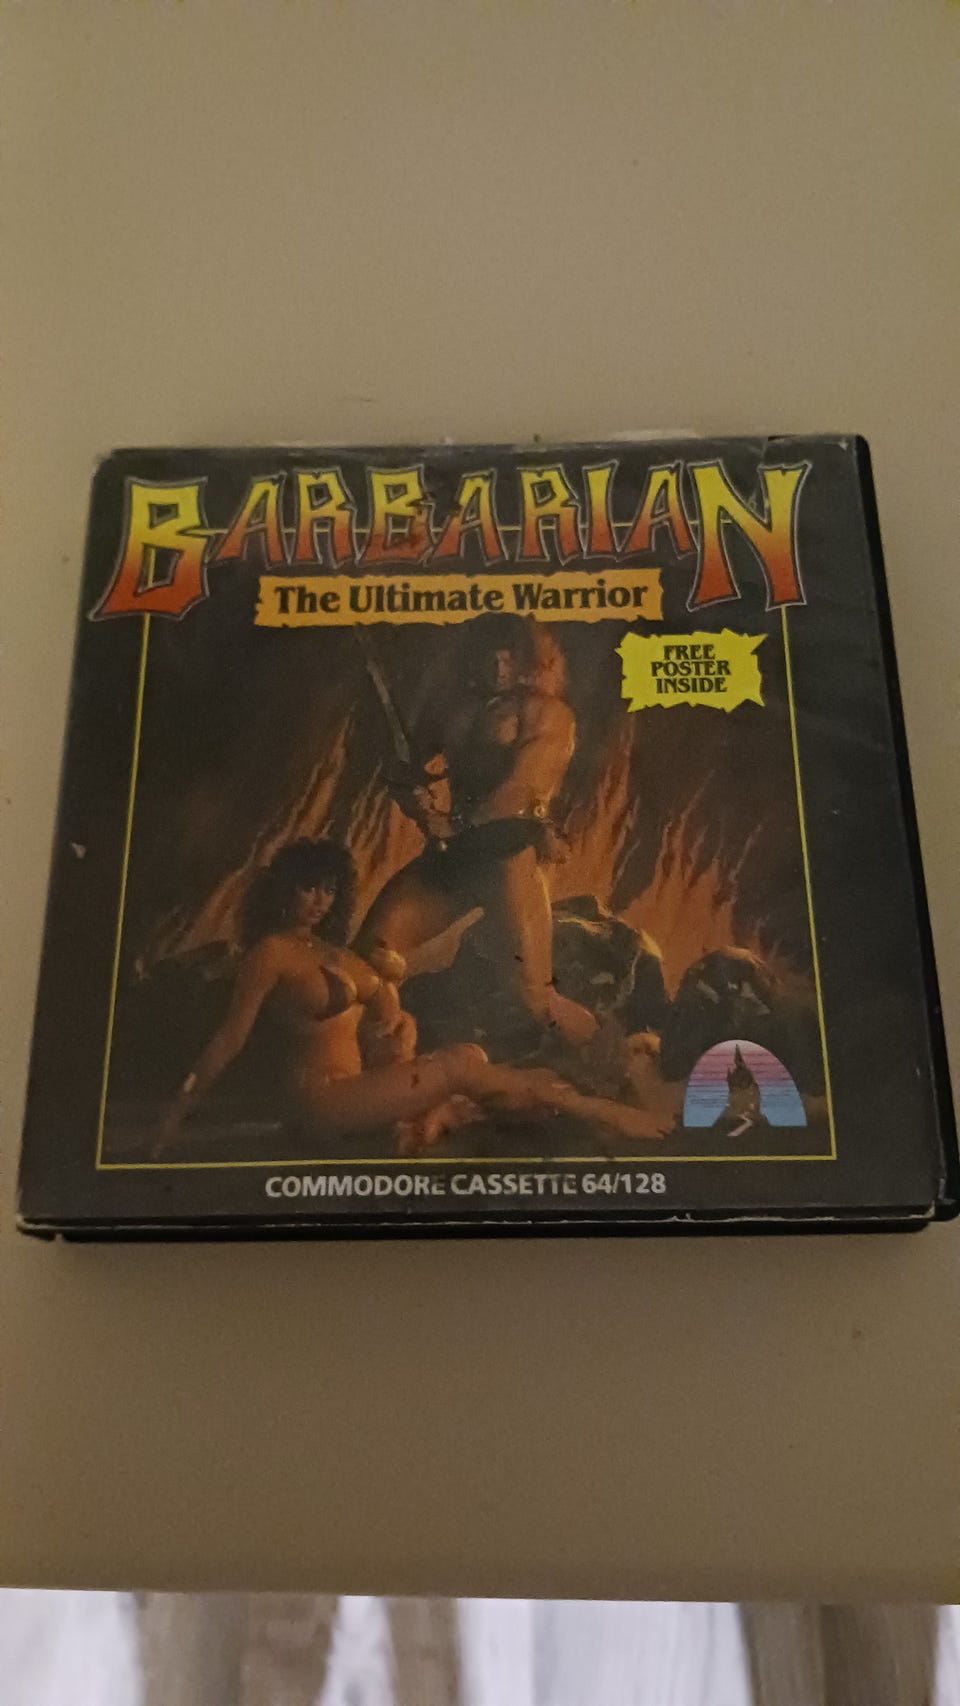 BARBARIAN
The Ultimate Warrior
FREE
POSTER
INSIDE
COMMODORE CASSETTE 64/128